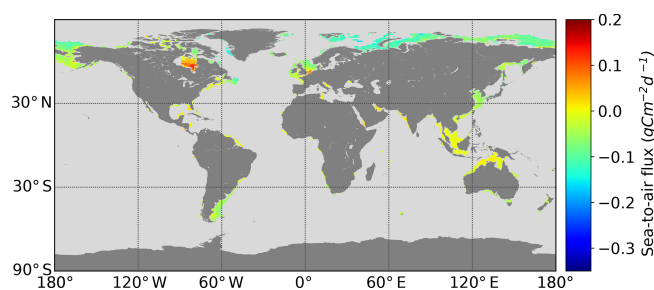 30° N
30° S
90° S
180° 120° W 60° W 0° 60° E 120° E 180°
0.2
0.1
0.0
−0.1
−0.2
−0.3
Sea-to-air flux (gCm⁻²d⁻¹)